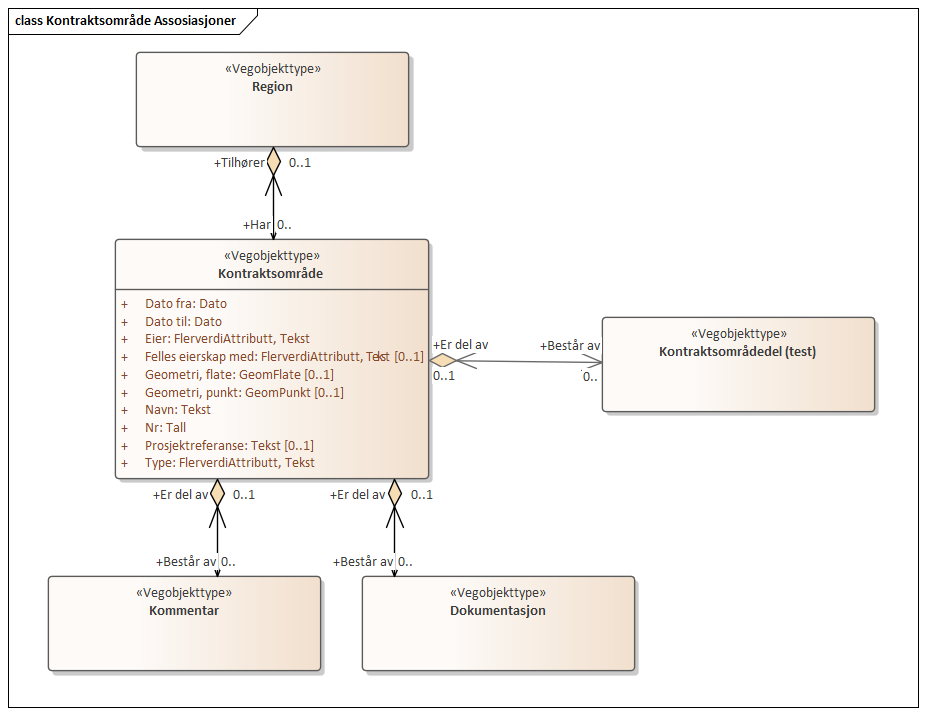 class Kontraktsområde Assosiasjoner
«Vegobjekttype»
Region
+Tilhører 0..1
+Har 0..
«Vegobjekttype»
Kontraktsområde
+ Dato fra: Dato
+ Dato til: Dato
+ Eier: FlerverdiAttributt, Tekst
+ Felles eierskap med: FlerverdiAttributt, Tekst [0..1]
+ Geometri, flate: GeomFlate [0..1]
+ Geometri, punkt: GeomPunkt [0..1]
+ Navn: Tekst
+ Nr: Tall
+ Prosjektreferanse: Tekst [0..1]
+ Type: FlerverdiAttributt, Tekst
+Er del av
0..1
+Består av
0..
«Vegobjekttype»
Kontraktsområdedel (test)
+Er del av 0..1
+Består av 0..
«Vegobjekttype»
Kommentar
+Er del av 0..1
+Består av 0..
«Vegobjekttype»
Dokumentasjon